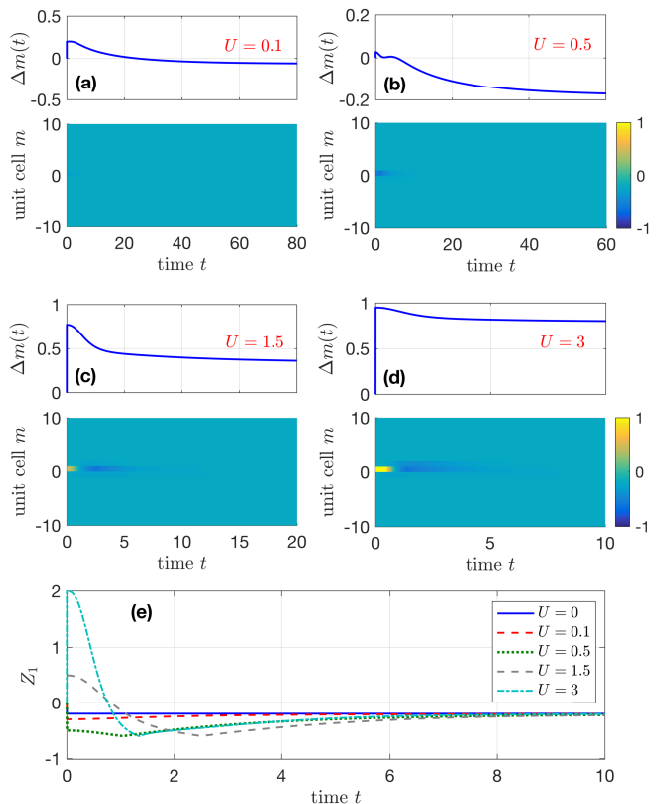 0.5
0
-0.5
Δm(t)
U = 0.1
(a)
0.2
0
-0.2
Δm(t)
U = 0.5
(b)
10
0
-10
unit cell m
0 20 40 60 80
time t
10
0
-10
unit cell m
0 20 40 60
time t
1
0
-1
1
0.5
0
Δm(t)
U = 1.5
(c)
1
0.5
0
Δm(t)
U = 3
(d)
10
0
-10
unit cell m
0 5 10 15 20
time t
10
0
-10
unit cell m
0 5 10
time t
1
0
-1
2
1
0
-1
Z₁
(e)
U = 0
U = 0.1
U = 0.5
U = 1.5
U = 3
0 2 4 6 8 10
time t